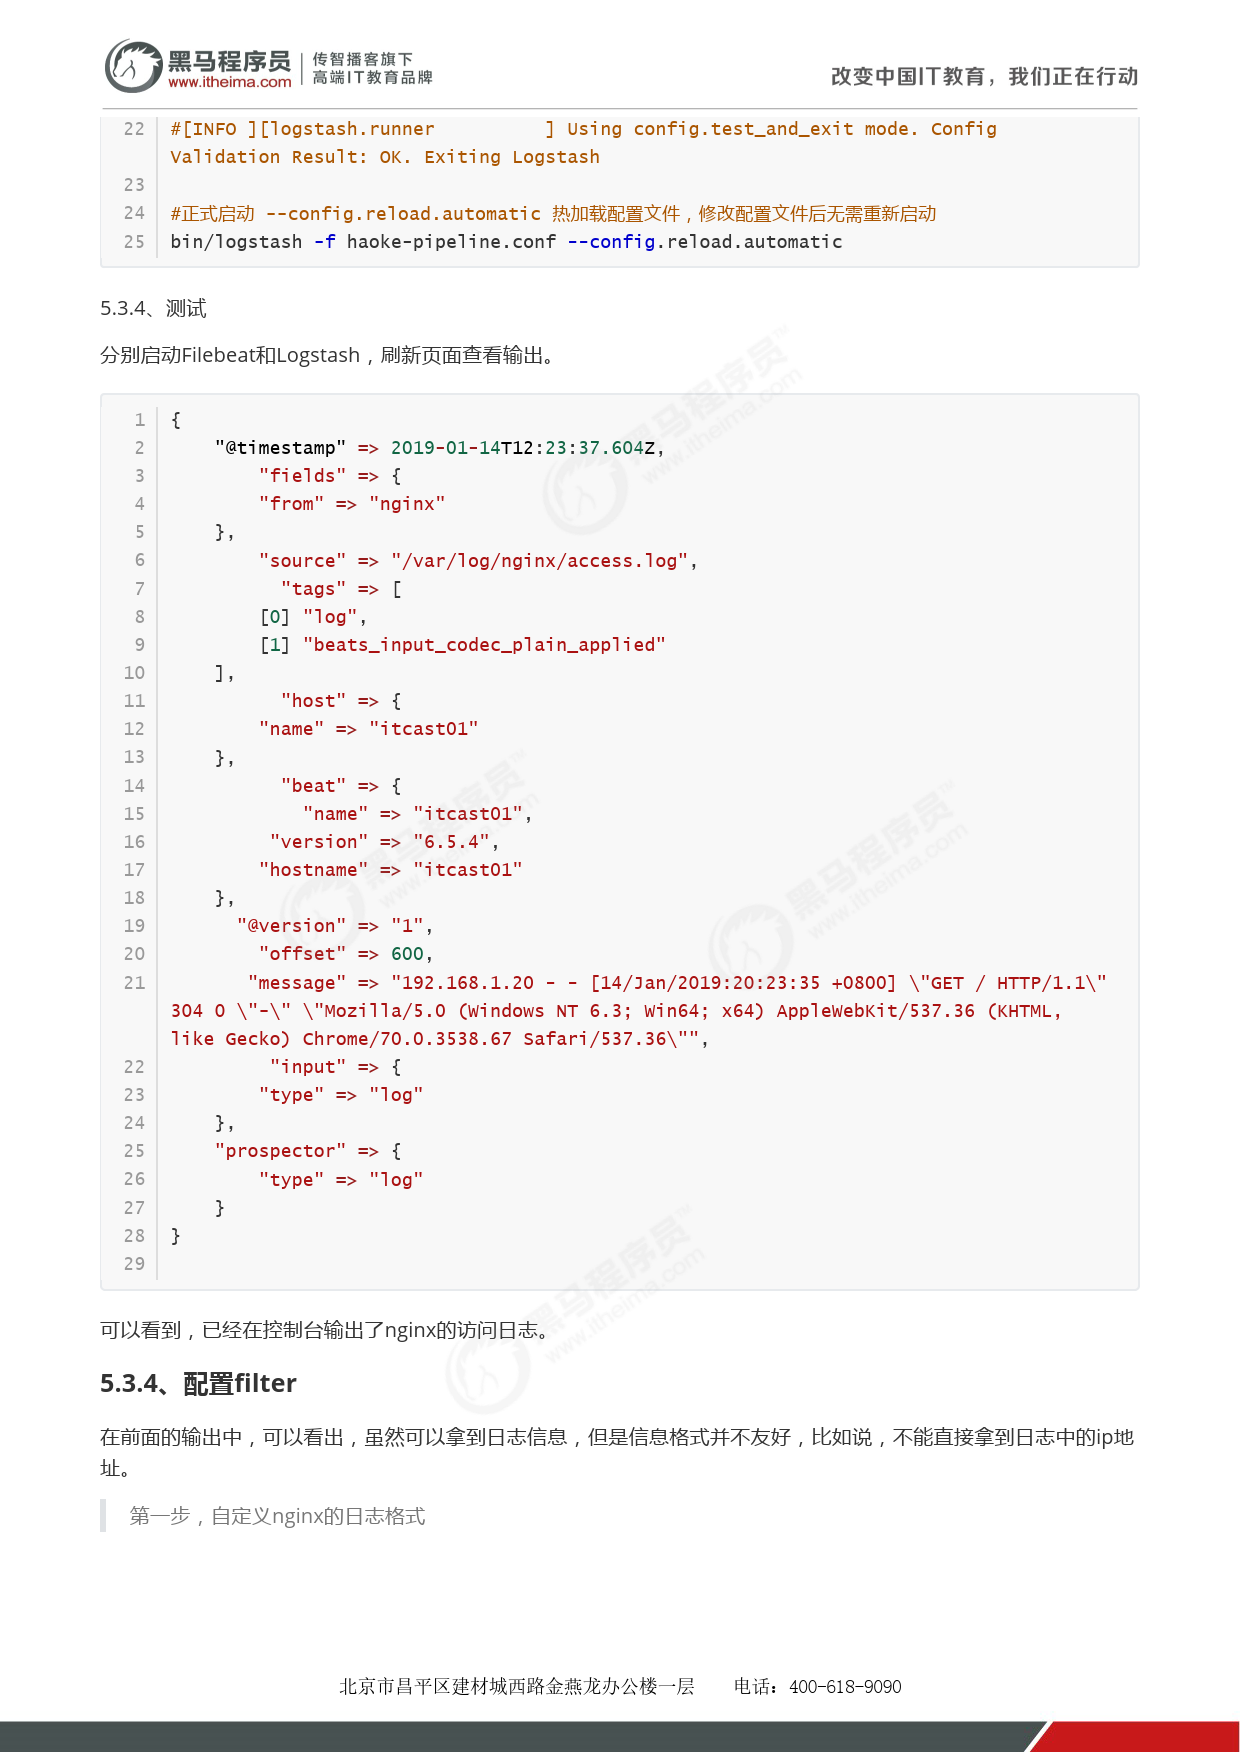 黑马程序员
www.itheima.com
传智播客旗下
高端IT教育品牌
改变中国IT教育，我们正在行动
22 #[INFO ][logstash.runner          ] Using config.test_and_exit mode. Config
Validation Result: OK. Exiting Logstash
23
24 #正式启动 --config.reload.automatic 热加载配置文件，修改配置文件后无需重新启动
25 bin/logstash -f haoke-pipeline.conf --config.reload.automatic
5.3.4、测试
分别启动Filebeat和Logstash，刷新页面查看输出。
1 {
2     "@timestamp" => 2019-01-14T12:23:37.604Z,
3         "fields" => {
4         "from" => "nginx"
5     },
6         "source" => "/var/log/nginx/access.log",
7           "tags" => [
8         [0] "log",
9         [1] "beats_input_codec_plain_applied"
10     ],
11           "host" => {
12         "name" => "itcast01"
13     },
14           "beat" => {
15             "name" => "itcast01",
16          "version" => "6.5.4",
17         "hostname" => "itcast01"
18     },
19       "@version" => "1",
20         "offset" => 600,
21        "message" => "192.168.1.20 - - [14/Jan/2019:20:23:35 +0800] \"GET / HTTP/1.1\"
304 0 \"-\" \"Mozilla/5.0 (Windows NT 6.3; Win64; x64) AppleWebKit/537.36 (KHTML,
like Gecko) Chrome/70.0.3538.67 Safari/537.36\"",
22          "input" => {
23         "type" => "log"
24     },
25     "prospector" => {
26         "type" => "log"
27     }
28 }
29
可以看到，已经在控制台输出了nginx的访问日志。
5.3.4、配置filter
在前面的输出中，可以看出，虽然可以拿到日志信息，但是信息格式并不友好，比如说，不能直接拿到日志中的ip地
址。
第一步，自定义nginx的日志格式
北京市昌平区建材城西路金燕龙办公楼一层    电话：400-618-9090